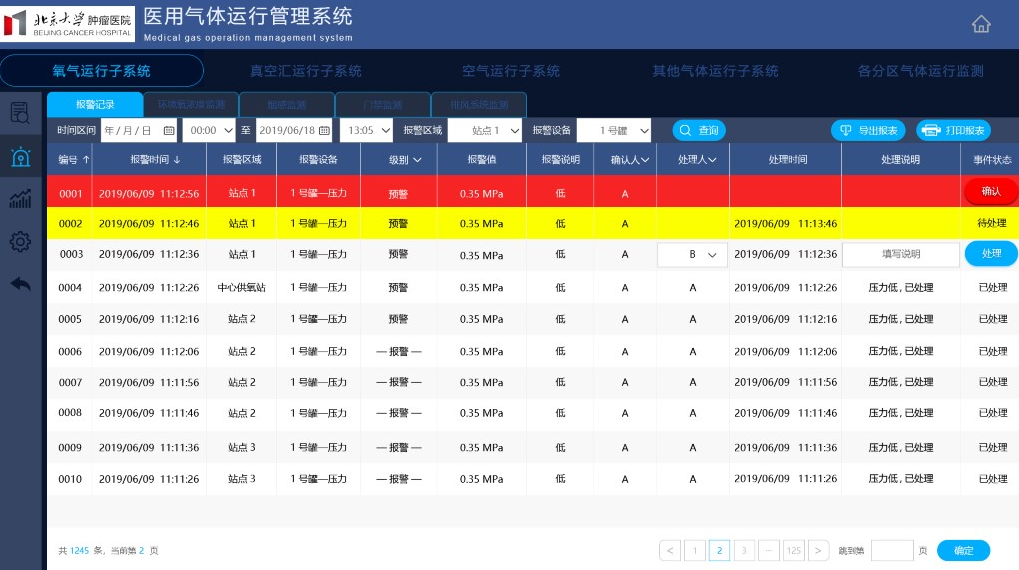 北京大学肿瘤医院
BEIJING CANCER HOSPITAL
医用气体运行管理系统
Medical gas operation management system
氧气运行子系统 真空汇运行子系统 空气运行子系统 其他气体运行子系统 各分区气体运行监测
报警记录 环境氧浓度监测 烟感监测 门禁监测 排风系统监测
时间区间 年/月/日 00:00 至 2019/06/18 13:05 报警区域 站点 1 报警设备 1 号罐 查询 导出报表 打印报表
编号 ↑ 报警时间 ↓ 报警区域 报警设备 级别 报警值 报警说明 确认人 处理人 处理时间 处理说明 事件状态
0001 2019/06/09 11:12:56 站点 1 1 号罐—压力 预警 0.35 MPa 低 A 确认
0002 2019/06/09 11:12:46 站点 1 1 号罐—压力 预警 0.35 MPa 低 A 2019/06/09 11:13:46 待处理
0003 2019/06/09 11:12:36 站点 1 1 号罐—压力 预警 0.35 MPa 低 A B 2019/06/09 11:12:36 填写说明 处理
0004 2019/06/09 11:12:26 中心供氧站 1 号罐—压力 预警 0.35 MPa 低 A A 2019/06/09 11:12:26 压力低 , 已处理 已处理
0005 2019/06/09 11:12:16 站点 2 1 号罐—压力 预警 0.35 MPa 低 A A 2019/06/09 11:12:16 压力低 , 已处理 已处理
0006 2019/06/09 11:12:06 站点 2 1 号罐—压力 — 报警 — 0.35 MPa 低 A A 2019/06/09 11:12:06 压力低 , 已处理 已处理
0007 2019/06/09 11:11:56 站点 2 1 号罐—压力 — 报警 — 0.35 MPa 低 A A 2019/06/09 11:11:56 压力低 , 已处理 已处理
0008 2019/06/09 11:11:46 站点 2 1 号罐—压力 — 报警 — 0.35 MPa 低 A A 2019/06/09 11:11:46 压力低 , 已处理 已处理
0009 2019/06/09 11:11:36 站点 3 1 号罐—压力 — 报警 — 0.35 MPa 低 A A 2019/06/09 11:11:36 压力低 , 已处理 已处理
0010 2019/06/09 11:11:26 站点 3 1 号罐—压力 — 报警 — 0.35 MPa 低 A A 2019/06/09 11:11:26 压力低 , 已处理 已处理
共 1245 条, 当前第 2 页 < 1 2 3 ... 125 > 跳到第 页 确定